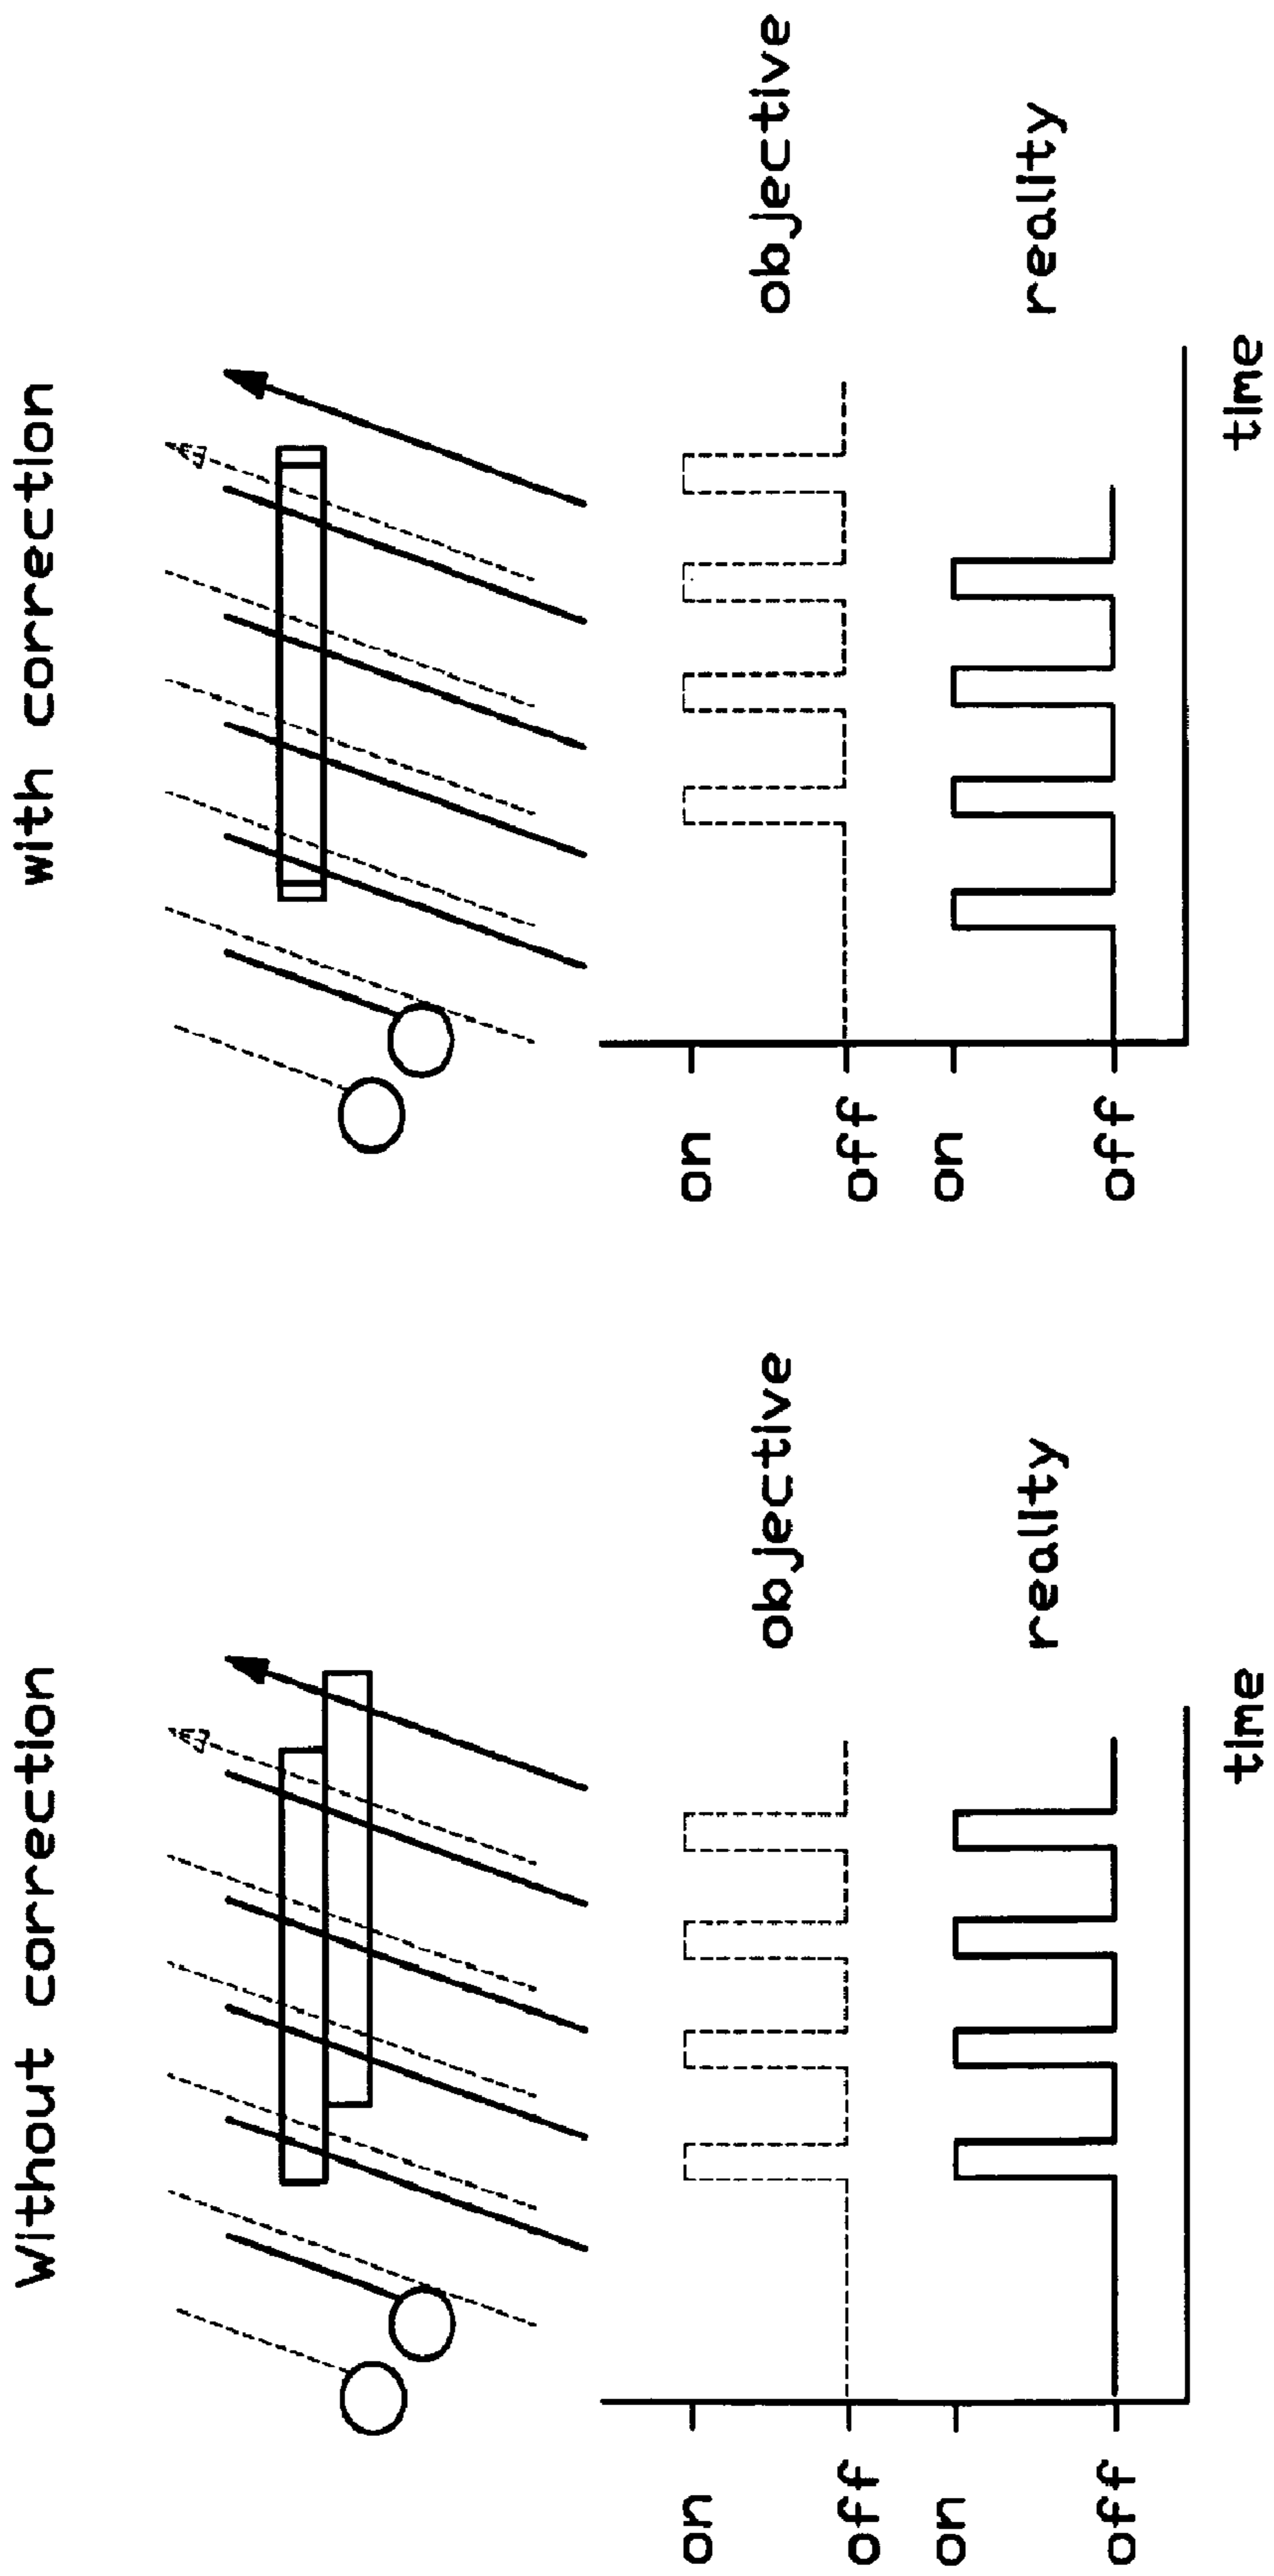 Without correction
on
off
objective
on
off
reality
time
with correction
on
off
objective
on
off
reality
time